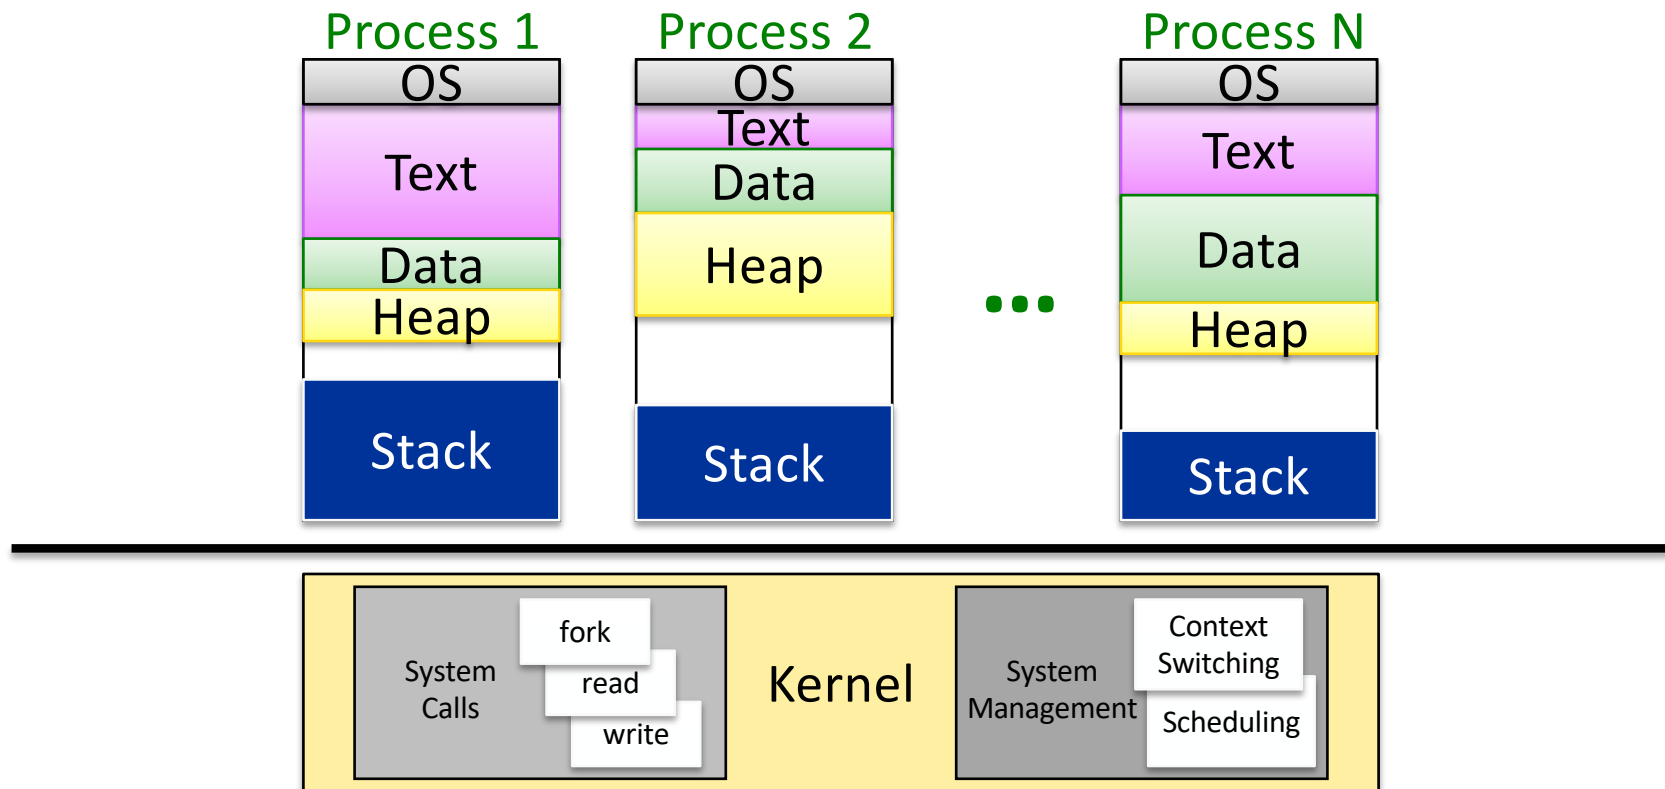 Process 1
OS
Text
Data
Heap
Stack
Process 2
OS
Text
Data
Heap
Stack
...
Process N
OS
Text
Data
Heap
Stack
System
Calls
fork
read
write
Kernel
System
Management
Context
Switching
Scheduling